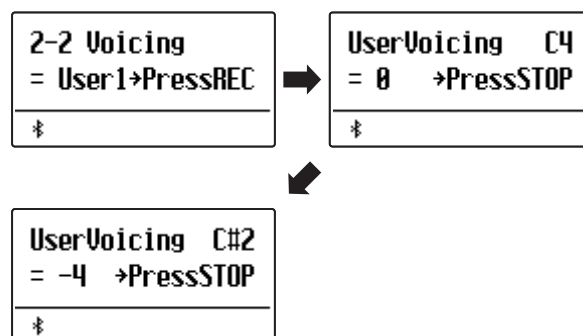 2-2 Voicing
= User1→PressREC
UserVoicing C4
= 0 →PressSTOP
UserVoicing C#2
= -4 →PressSTOP